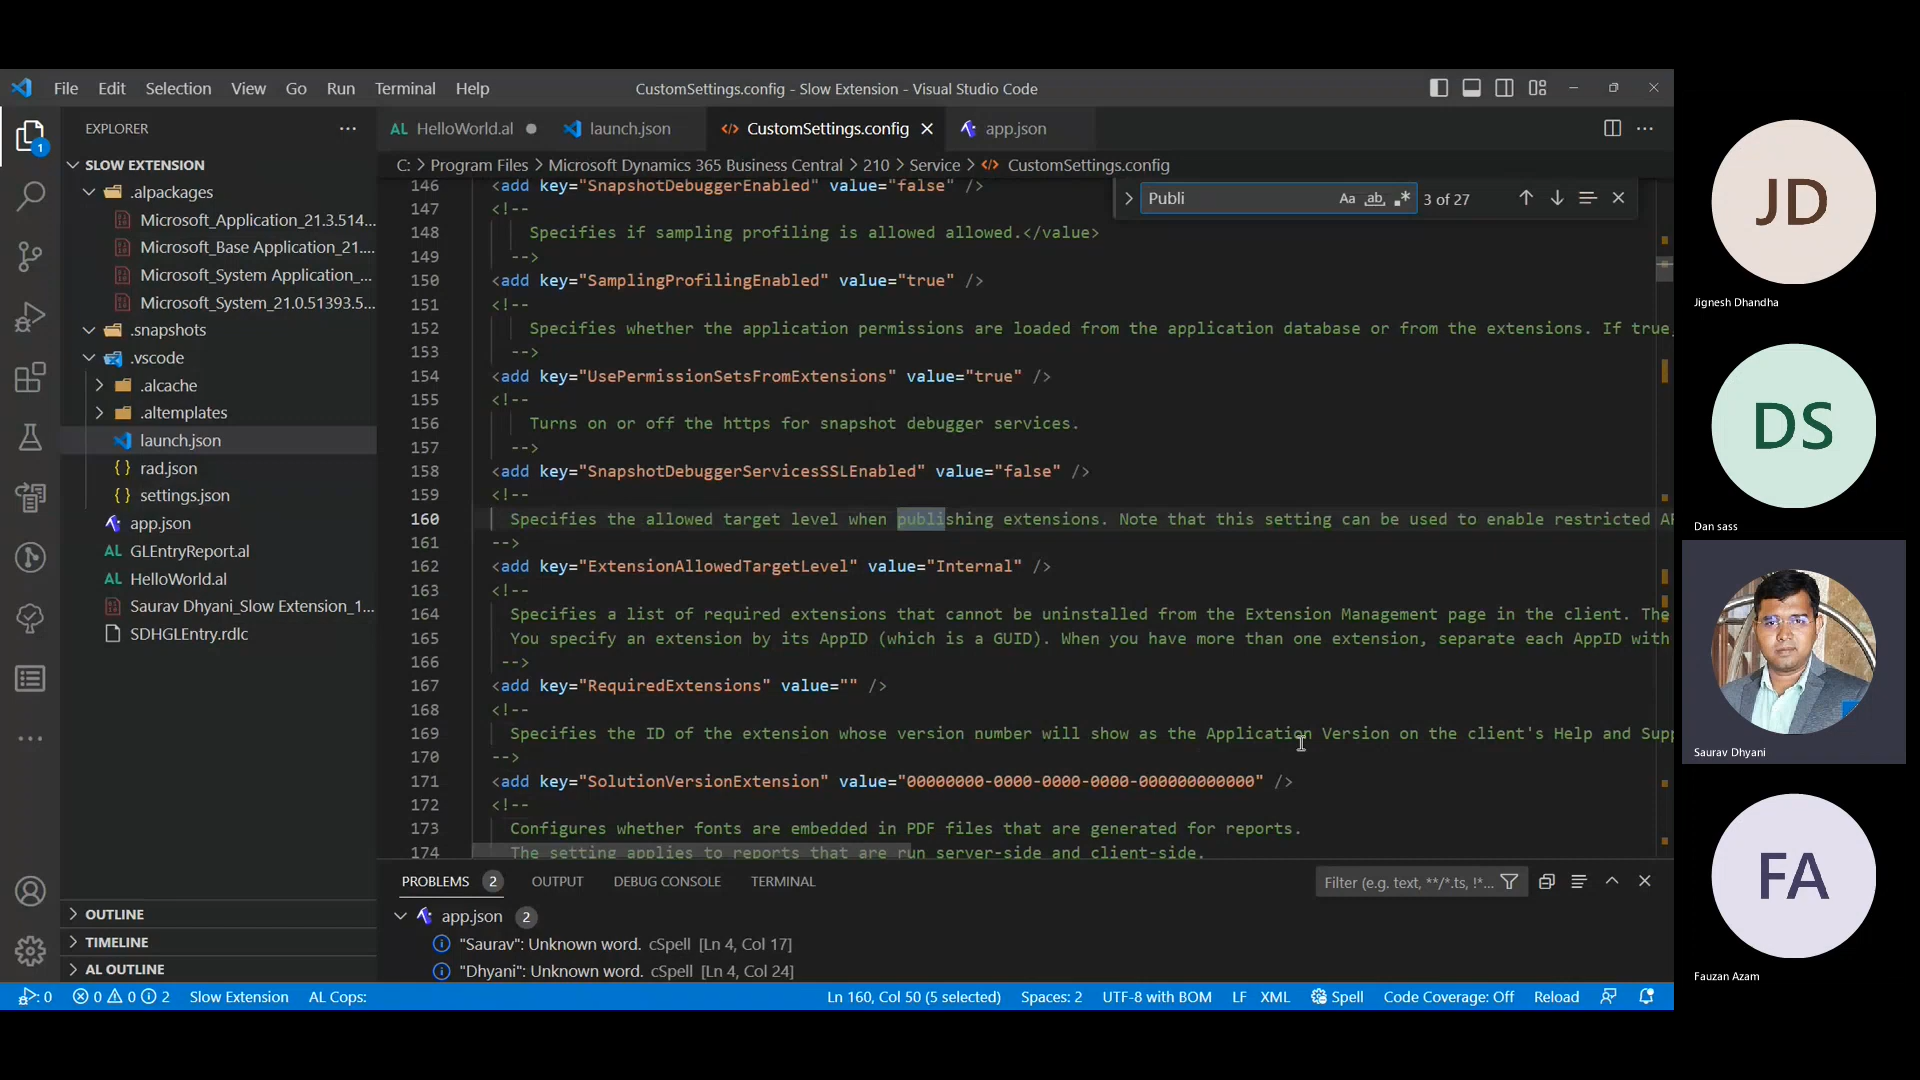 File Edit Selection View Go Run Terminal Help
CustomSettings.config - Slow Extension - Visual Studio Code
EXPLORER
SLOW EXTENSION
.alpackages
Microsoft_Application_21.3.514...
Microsoft_Base Application_21....
Microsoft_System Application_...
Microsoft_System_21.0.51393.5...
.snapshots
.vscode
.alcache
.altemplates
launch.json
rad.json
settings.json
app.json
AL GLEntryReport.al
AL HelloWorld.al
Saurav Dhyani_Slow Extension_1...
SDHGLEntry.rdlc
OUTLINE
TIMELINE
AL OUTLINE
1
AL HelloWorld.al
launch.json
CustomSettings.config
app.json
C: > Program Files > Microsoft Dynamics 365 Business Central > 210 > Service > CustomSettings.config
Publi
Aa ab .*
3 of 27
146 <add key="SnapshotDebuggerEnabled" value="false" />
147 <!--
148 Specifies if sampling profiling is allowed allowed.</value>
149 -->
150 <add key="SamplingProfilingEnabled" value="true" />
151 <!--
152 Specifies whether the application permissions are loaded from the application database or from the extensions. If true,
153 -->
154 <add key="UsePermissionSetsFromExtensions" value="true" />
155 <!--
156 Turns on or off the https for snapshot debugger services.
157 -->
158 <add key="SnapshotDebuggerServicesSSLEnabled" value="false" />
159 <!--
160 Specifies the allowed target level when publishing extensions. Note that this setting can be used to enable restricted AP
161 -->
162 <add key="ExtensionAllowedTargetLevel" value="Internal" />
163 <!--
164 Specifies a list of required extensions that cannot be uninstalled from the Extension Management page in the client. The
165 You specify an extension by its AppID (which is a GUID). When you have more than one extension, separate each AppID with
166 -->
167 <add key="RequiredExtensions" value="" />
168 <!--
169 Specifies the ID of the extension whose version number will show as the Application Version on the client's Help and Supp
170 -->
171 <add key="SolutionVersionExtension" value="00000000-0000-0000-0000-000000000000" />
172 <!--
173 Configures whether fonts are embedded in PDF files that are generated for reports.
174 The setting applies to reports that are run server-side and client-side.
PROBLEMS 2 OUTPUT DEBUG CONSOLE TERMINAL
Filter (e.g. text, **/*.ts, !*...
app.json 2
"Saurav": Unknown word. cSpell [Ln 4, Col 17]
"Dhyani": Unknown word. cSpell [Ln 4, Col 24]
: 0 0 0 2 Slow Extension AL Cops: Ln 160, Col 50 (5 selected) Spaces: 2 UTF-8 with BOM LF XML Spell Code Coverage: Off Reload
JD
Jignesh Dhandha
DS
Dan sass
Saurav Dhyani
FA
Fauzan Azam